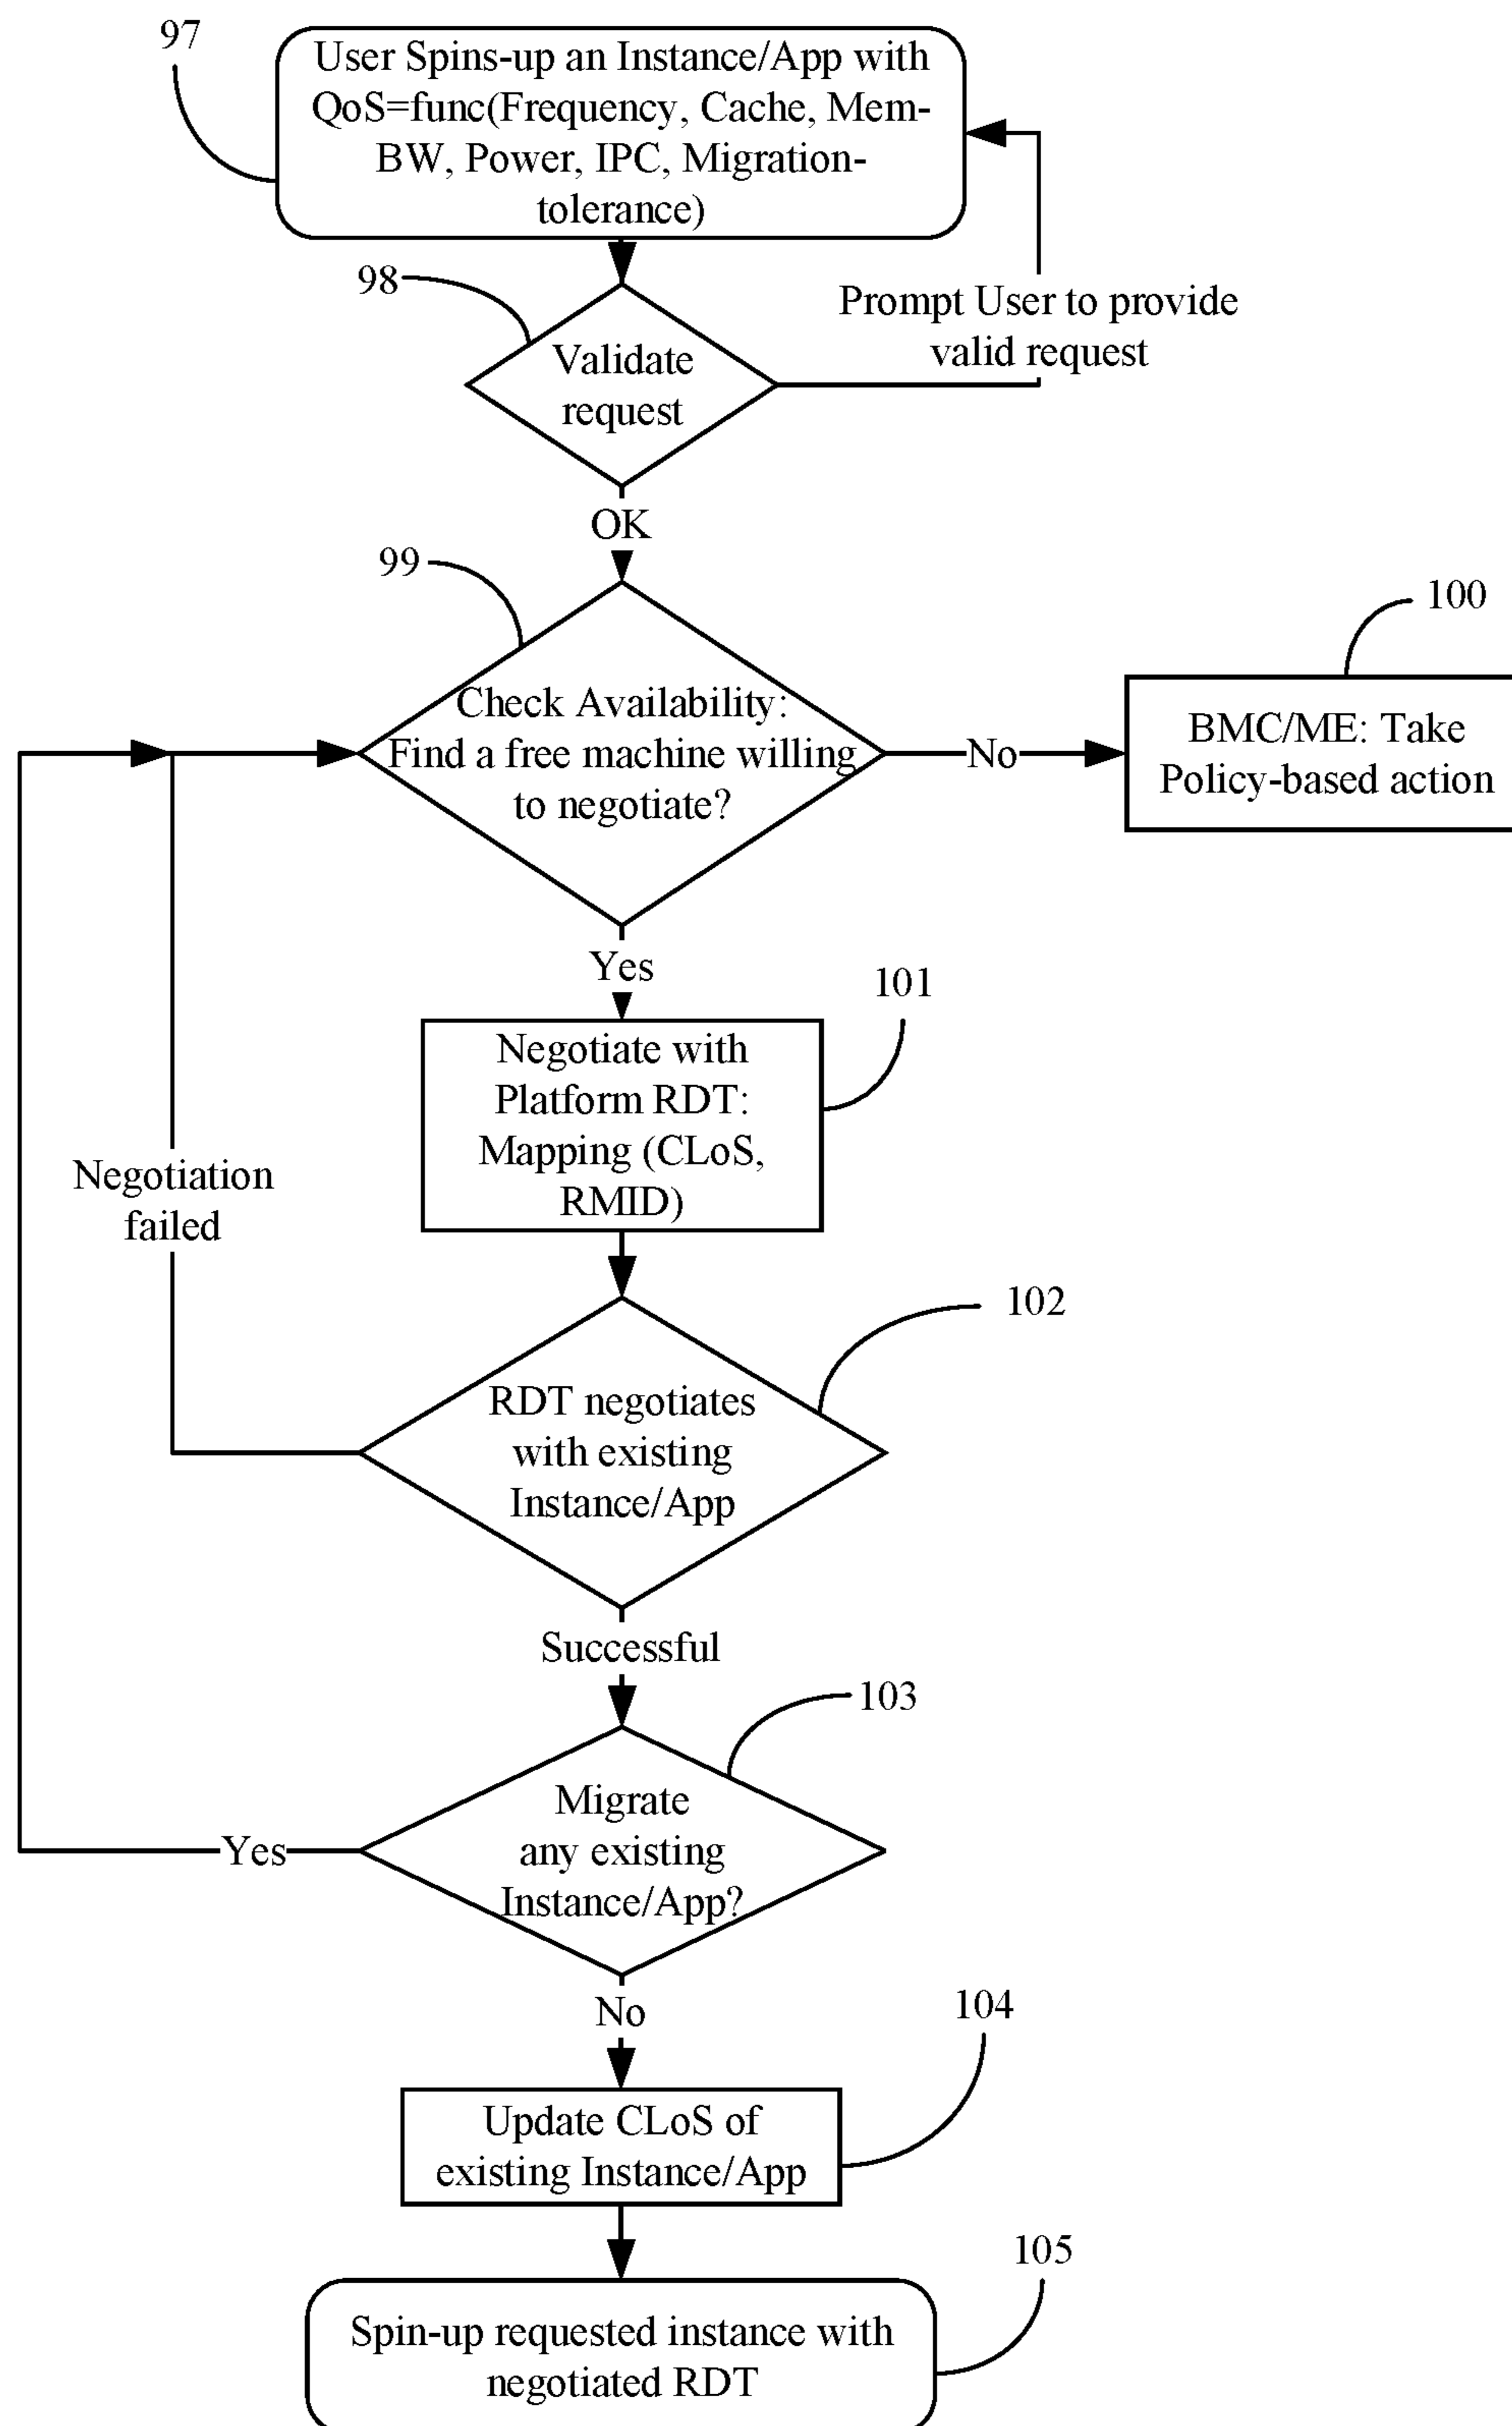 97
User Spins-up an Instance/App with
QoS=func(Frequency, Cache, Mem-
BW, Power, IPC, Migration-
tolerance)
98
Prompt User to provide
valid request
Validate
request
OK
99
100
Check Availability:
Find a free machine willing
to negotiate?
No
BMC/ME: Take
Policy-based action
Yes
101
Negotiate with
Platform RDT:
Mapping (CLoS,
RMID)
Negotiation
failed
102
RDT negotiates
with existing
Instance/App
Successful
103
Migrate
any existing
Instance/App?
Yes
No
104
Update CLoS of
existing Instance/App
105
Spin-up requested instance with
negotiated RDT